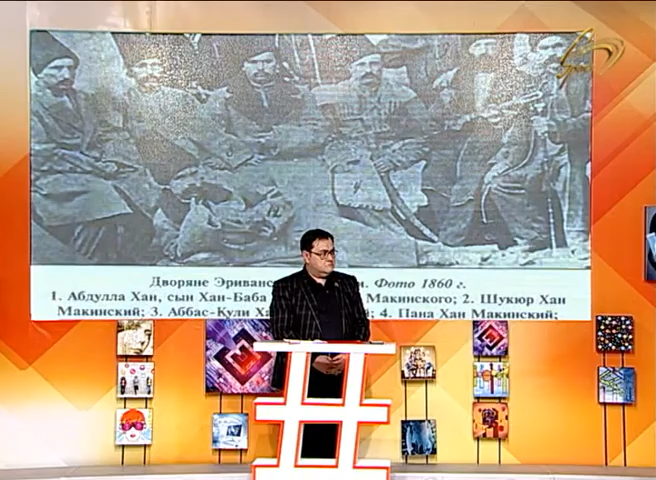 Дворяне Эриванс и. Фото 1860 г.
1. Абдулла Хан, сын Хан-Баба Макинского; 2. Шукюр Хан
Макинский; 3. Аббас-Кули Ха й; 4. Пана Хан Макинский;